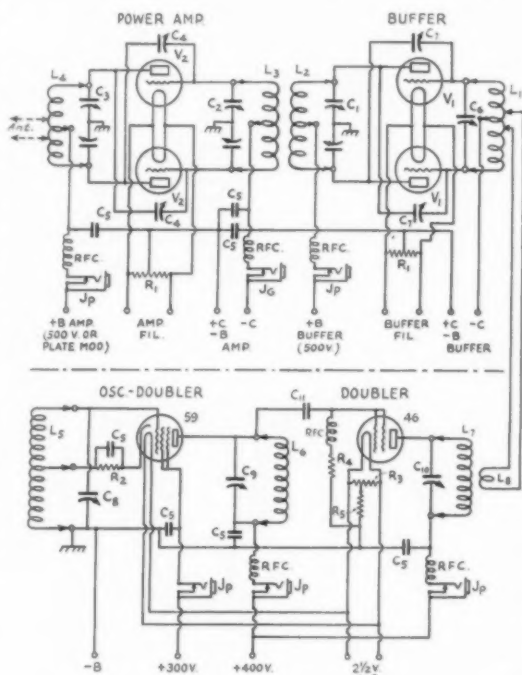 POWER AMP. BUFFER
C4 C7
V2 V1
L4 L3 L2 L1
C3 C2 C1 C6
Ant.
V2 V1
C4 C5 C7
C5 C5
RFC. R1 RFC. RFC. R1
JP JG JP
+B AMP. AMP. +C -C +B BUFFER +C -C
(500 V. OR FIL. -B BUFFER FIL. -B
PLATE MOD) AMP (500V.) BUFFER
OSC-DOUBLER DOUBLER
59 C11 46
L5 C5 L6 RFC L7
R2 C9 R4 R3 C10 L8
C8 C5 C5 R5 C5
RFC. RFC.
JP JP JP
-B +300V. +400V. 2½V.